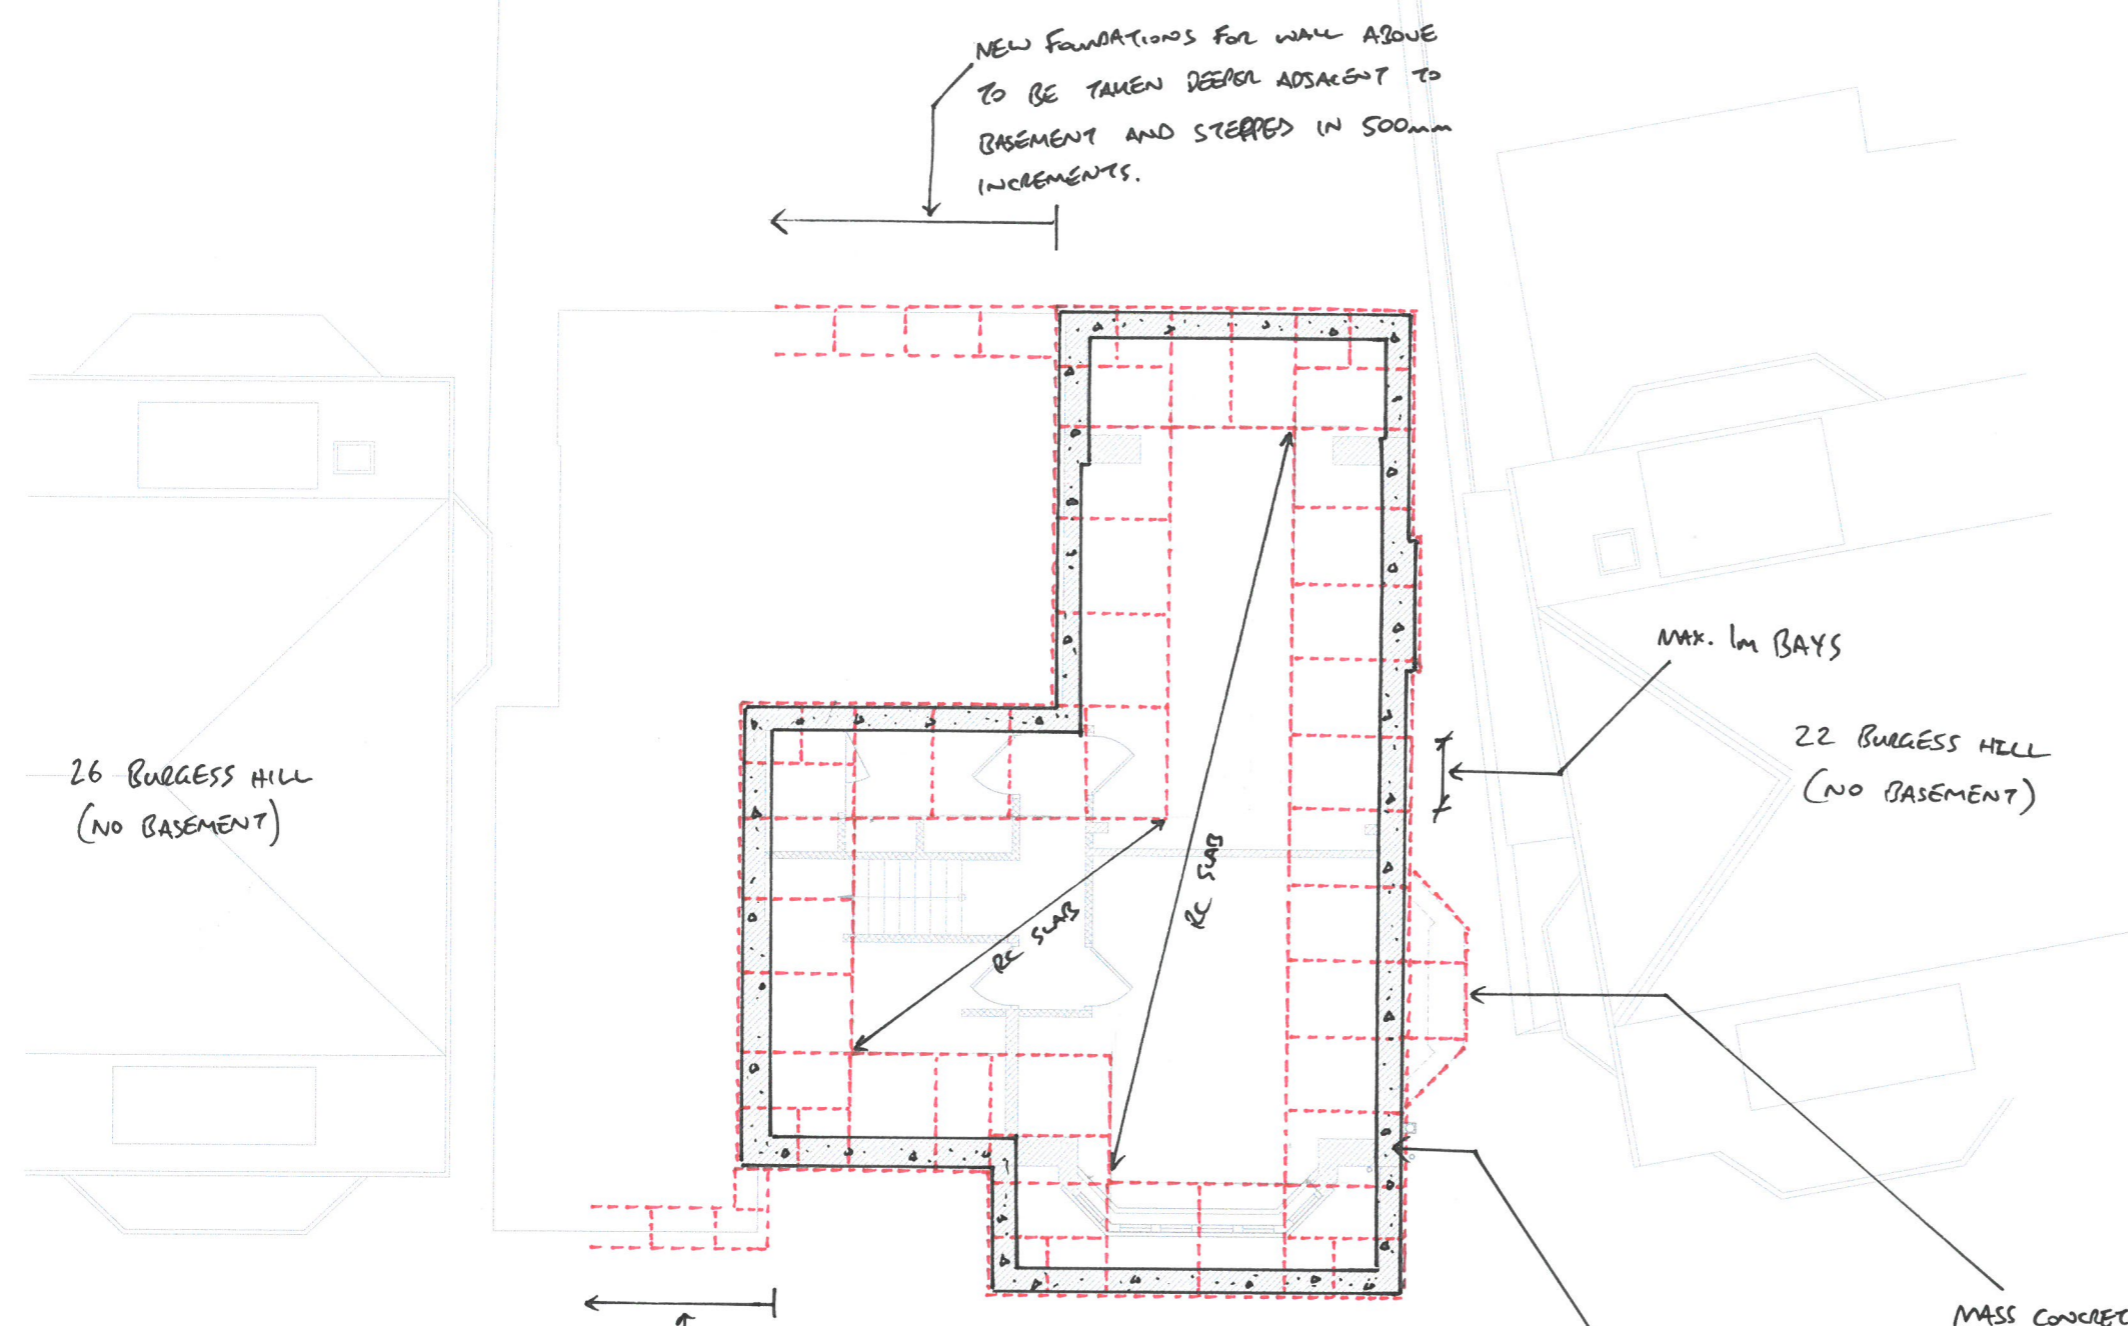 NEW FOUNDATIONS FOR WALL ABOVE
TO BE TAKEN DEEPER ADJACENT TO
BASEMENT AND STEPPED IN 500mm
INCREMENTS.
MAX. 1m BAYS
22 BURGESS HILL
(NO BASEMENT)
26 BURGESS HILL
(NO BASEMENT)
RC SLAB
RC SLAB
MASS CONCRET